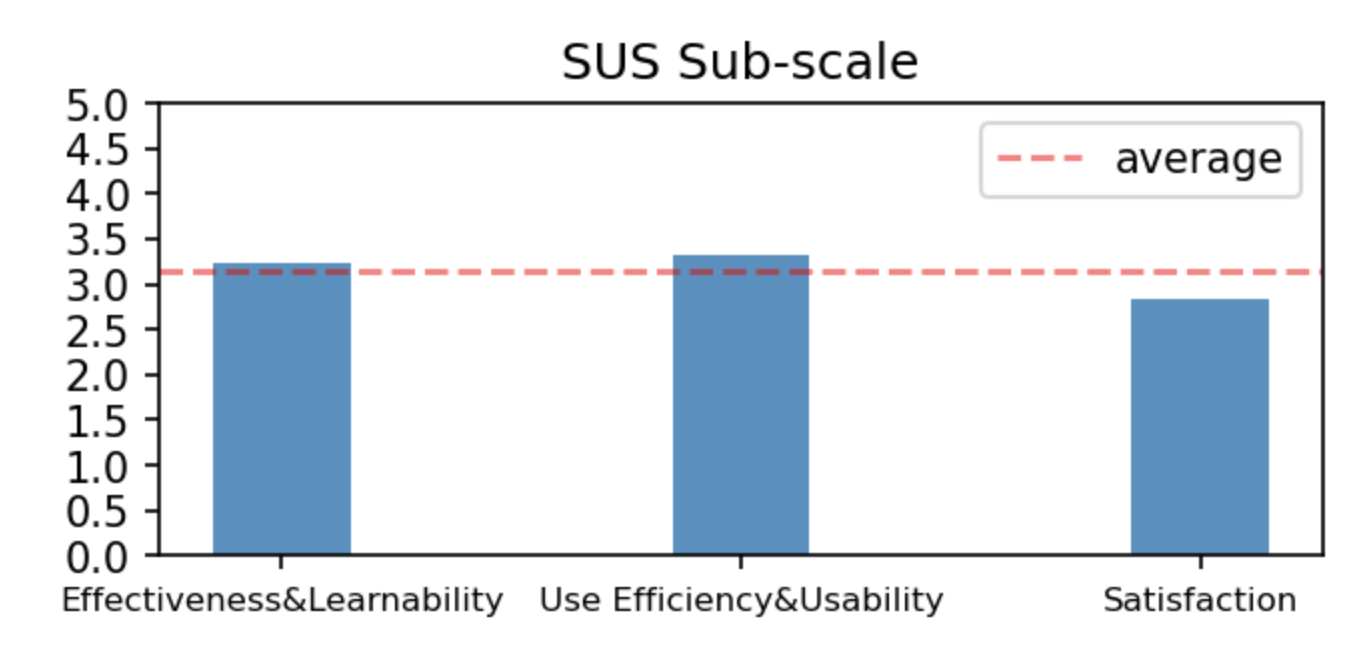 SUS Sub-scale
5.0
4.5
4.0
3.5
3.0
2.5
2.0
1.5
1.0
0.5
0.0
average
Effectiveness&Learnability
Use Efficiency&Usability
Satisfaction